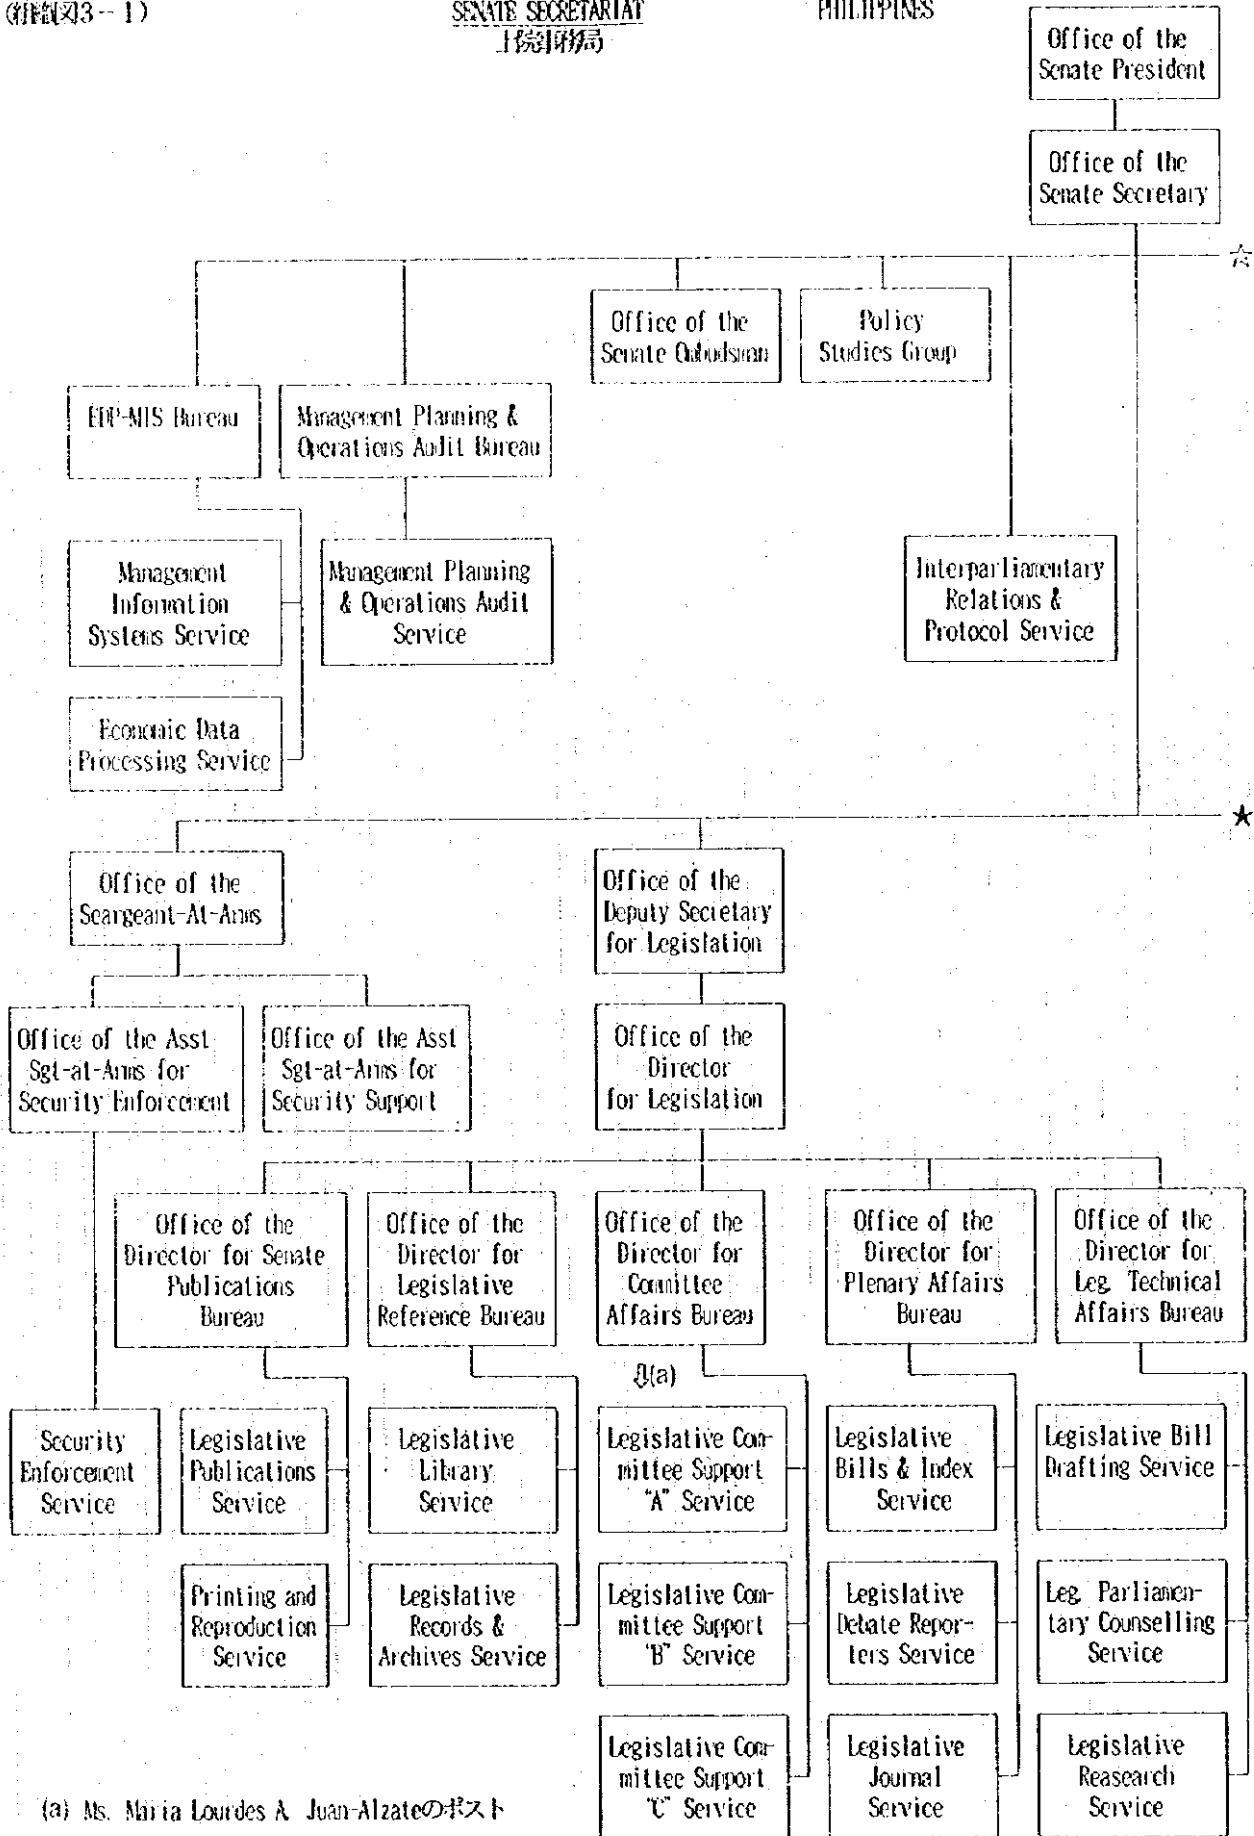 SENATE SECRETARIAT
PHILIPPINES
上院事務局
Office of the
Senate President
Office of the
Senate Secretary
☆
Office of the
Senate Ombudsman
Policy
Studies Group
EDP-MIS Bureau
Management Planning &
Operations Audit Bureau
Management
Information
Systems Service
Management Planning
& Operations Audit
Service
Interparliamentary
Relations &
Protocol Service
Economic Data
Processing Service
★
Office of the
Seargeant-At-Arms
Office of the
Deputy Secretary
for Legislation
Office of the Asst
Sgt-at-Arms for
Security Enforcement
Office of the Asst
Sgt-at-Arms for
Security Support
Office of the
Director
for Legislation
Office of the
Director for Senate
Publications
Bureau
Office of the
Director for
Legislative
Reference Bureau
Office of the
Director for
Committee
Affairs Bureau
Office of the
Director for
Plenary Affairs
Bureau
Office of the
Director for
Leg. Technical
Affairs Bureau
⇩(a)
Security
Enforcement
Service
Legislative
Publications
Service
Legislative
Library
Service
Legislative Com-
mittee Support
"A" Service
Legislative
Bills & Index
Service
Legislative Bill
Drafting Service
Printing and
Reproduction
Service
Legislative
Records &
Archives Service
Legislative Com-
mittee Support
"B" Service
Legislative
Debate Repor-
ters Service
Leg. Parliamen-
tary Counselling
Service
Legislative Com-
mittee Support
"C" Service
Legislative
Journal
Service
Legislative
Reasearch
Service
(a) Ms. Maria Lourdes A. Juan-Alzateのポスト